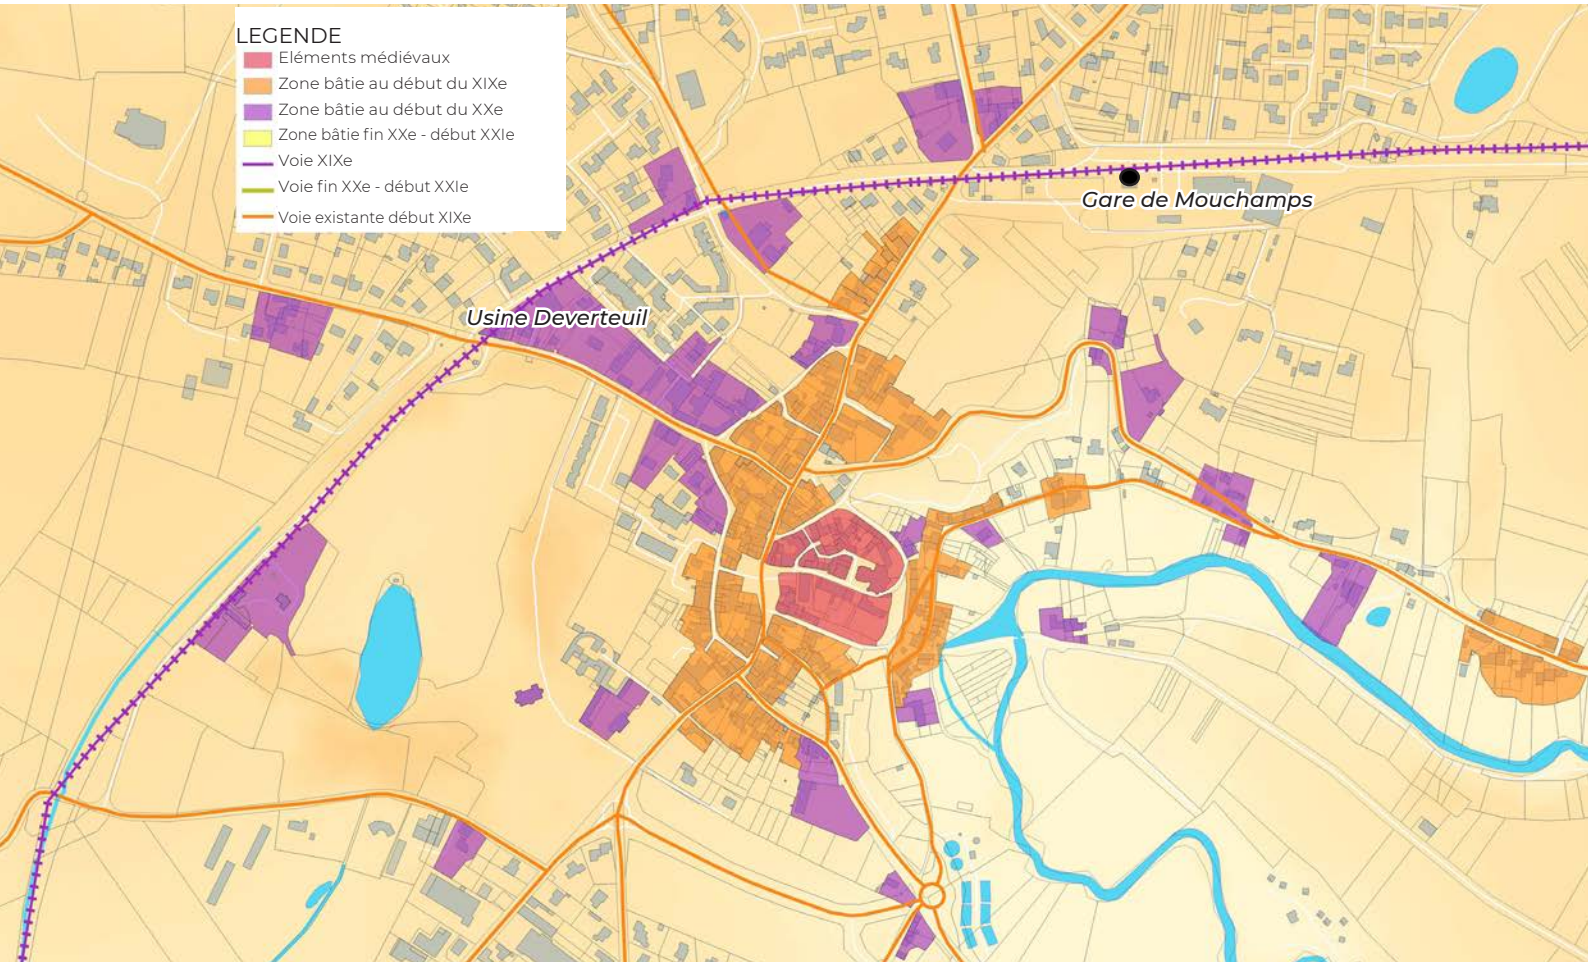 LEGENDE
Eléments médiévaux
Zone bâtie au début du XIXe
Zone bâtie au début du XXe
Zone bâtie fin XXe - début XXIe
Voie XIXe
Voie fin XXe - début XXIe
Voie existante début XIXe
Gare de Mouchamps
Usine Deverteuil